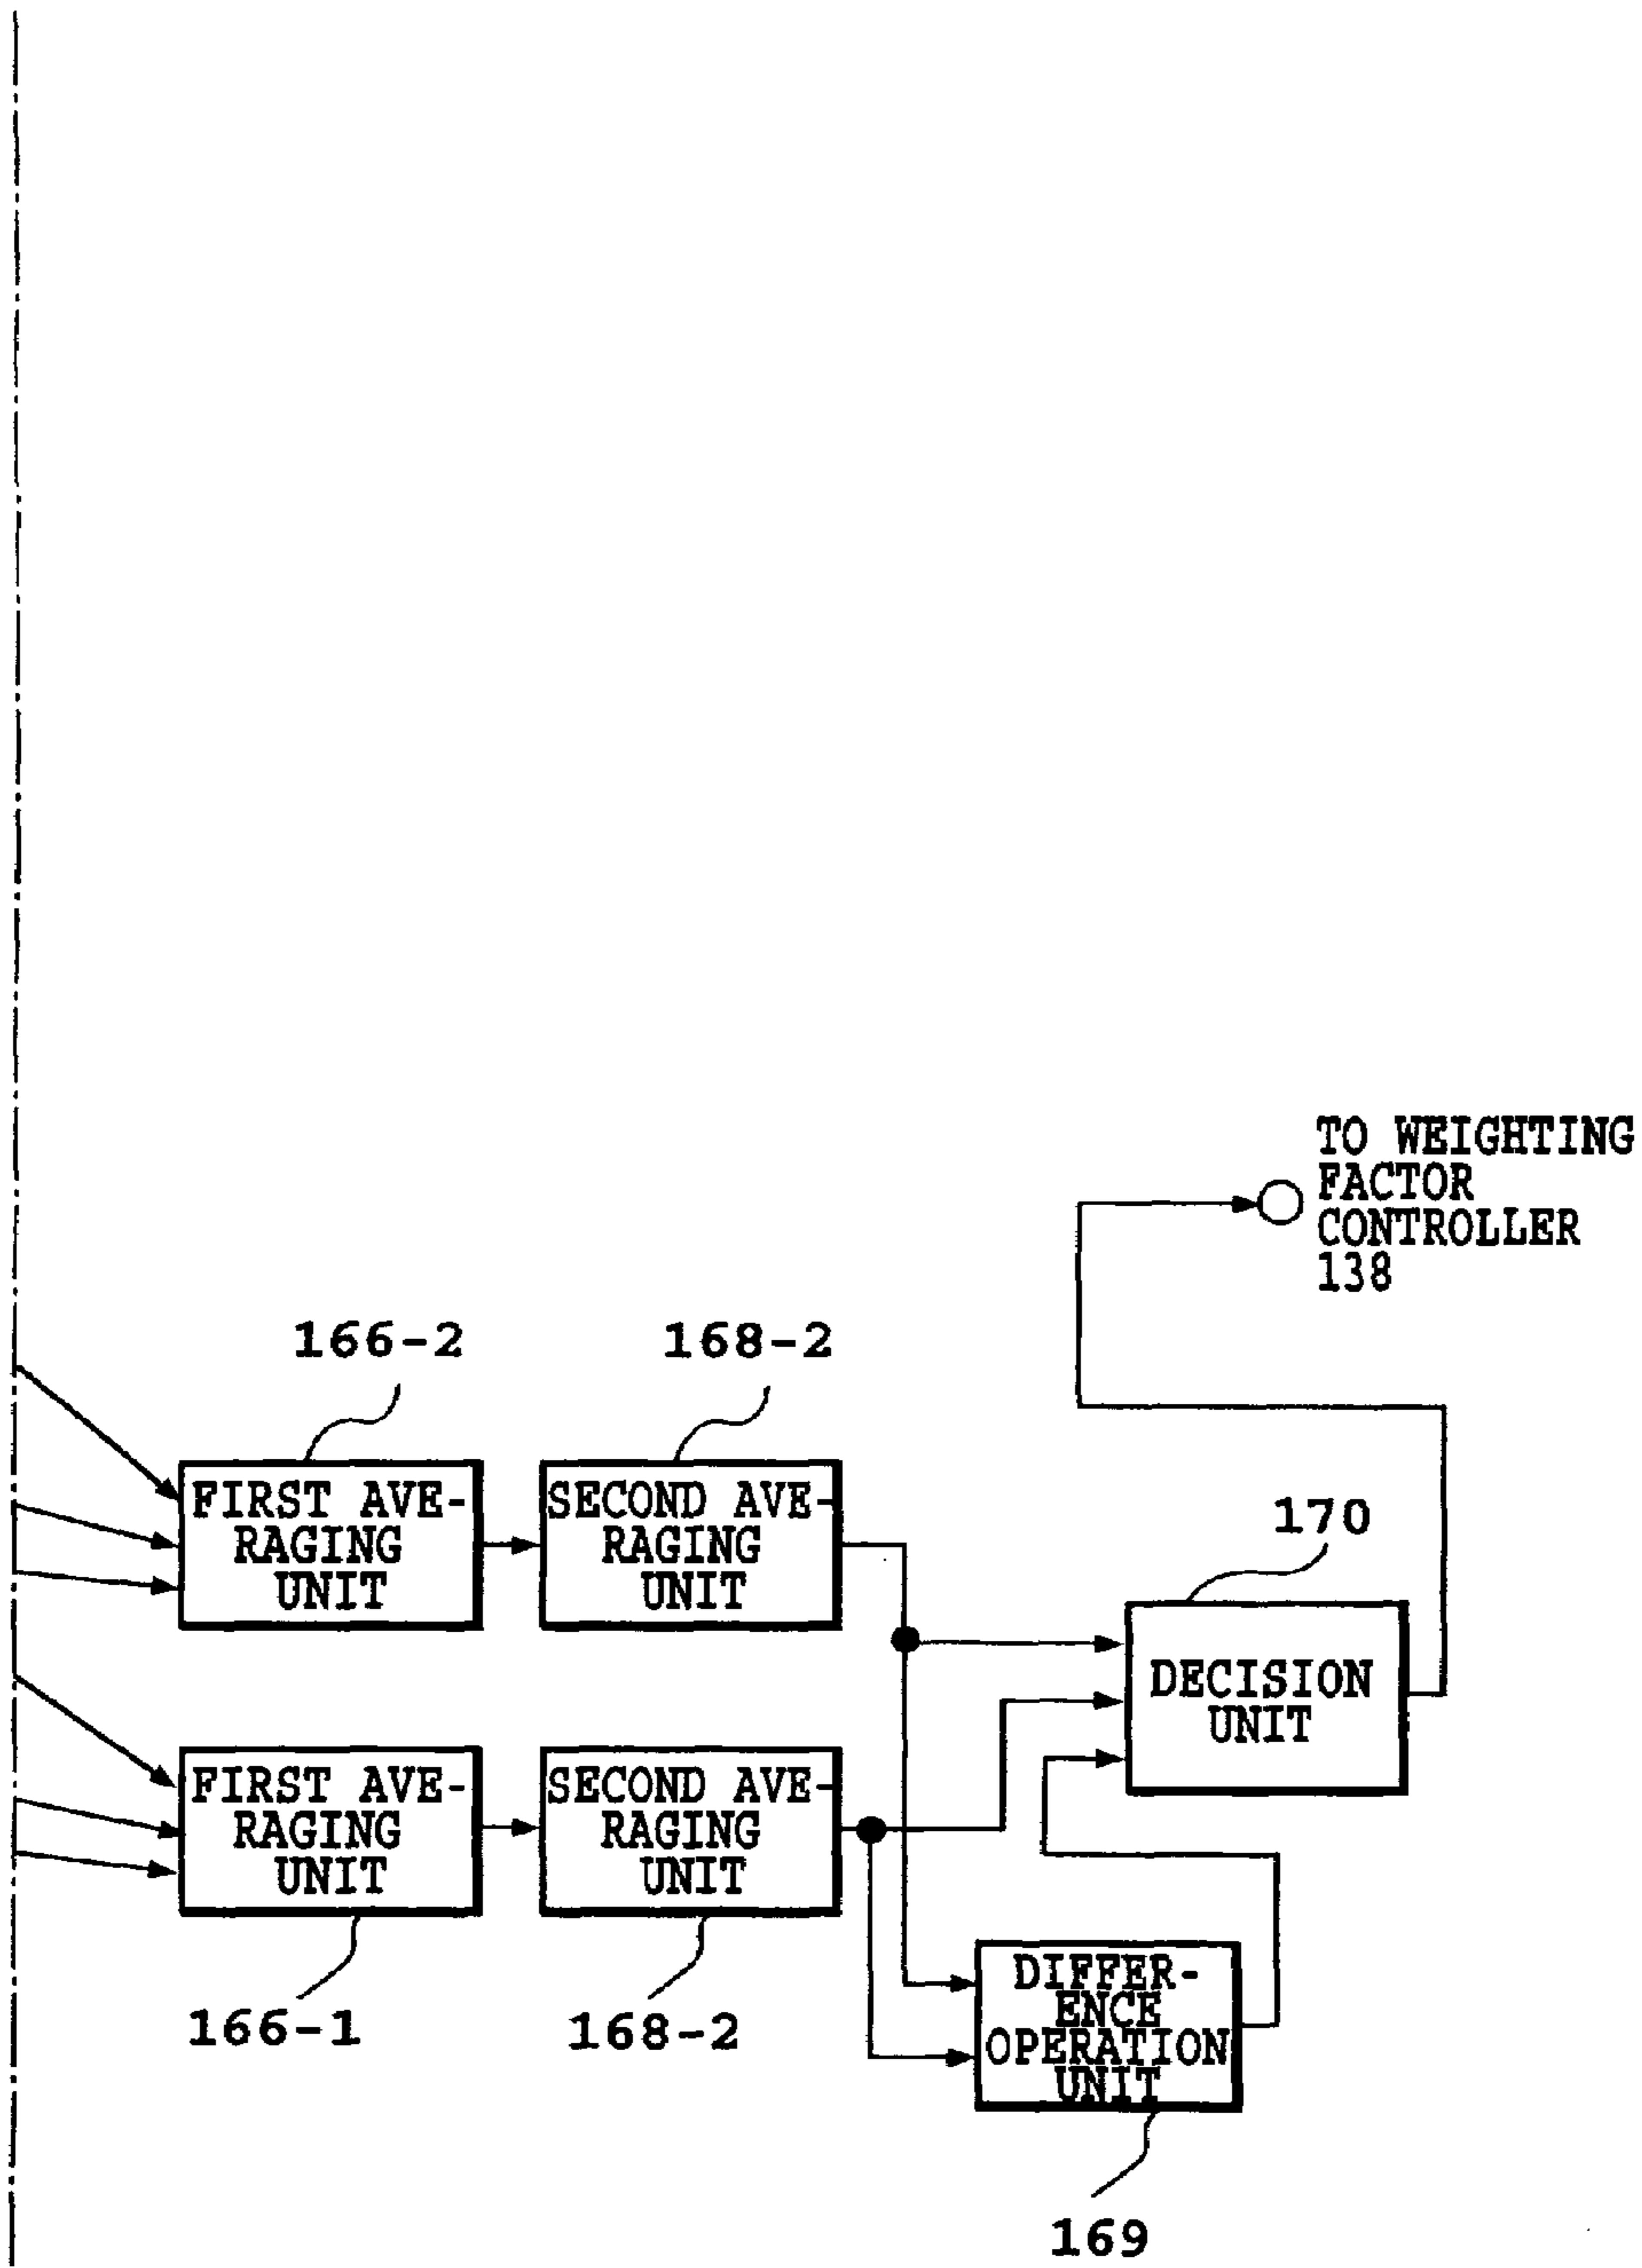 TO WEIGHTING
FACTOR
CONTROLLER
138
166-2
168-2
FIRST AVE-
RAGING
UNIT
SECOND AVE-
RAGING
UNIT
170
DECISION
UNIT
FIRST AVE-
RAGING
UNIT
SECOND AVE-
RAGING
UNIT
166-1
168-2
DIFFER-
ENCE
OPERATION
UNIT
169